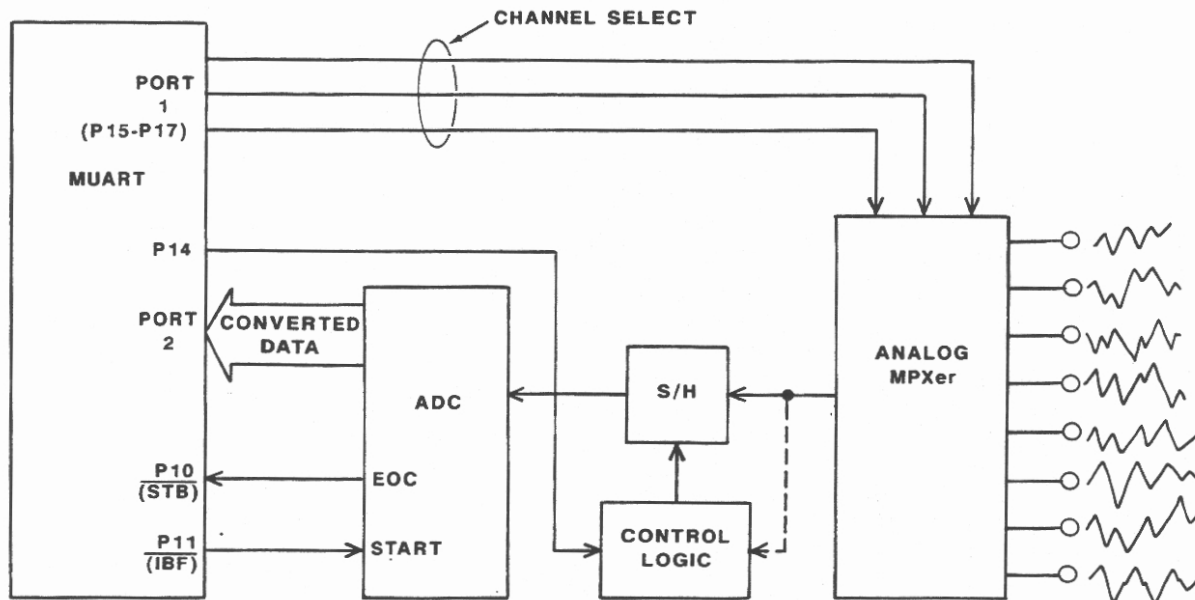 CHANNEL SELECT
PORT
1
(P15-P17)
MUART
P14
PORT
2
CONVERTED
DATA
ADC
S/H
ANALOG
MPXer
P10
(STB)
EOC
P11
(IBF)
START
CONTROL
LOGIC